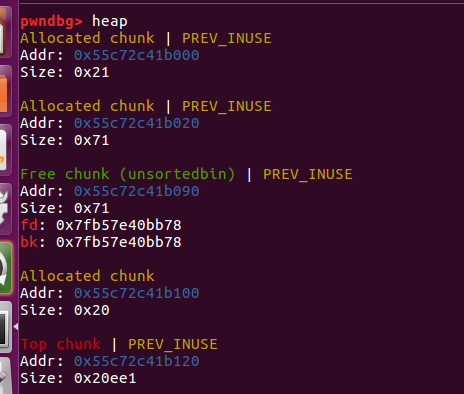 pwndbg> heap
Allocated chunk | PREV_INUSE
Addr: 0x55c72c41b000
Size: 0x21
Allocated chunk | PREV_INUSE
Addr: 0x55c72c41b020
Size: 0x71
Free chunk (unsortedbin) | PREV_INUSE
Addr: 0x55c72c41b090
Size: 0x71
fd: 0x7fb57e40bb78
bk: 0x7fb57e40bb78
Allocated chunk
Addr: 0x55c72c41b100
Size: 0x20
Top chunk | PREV_INUSE
Addr: 0x55c72c41b120
Size: 0x20ee1